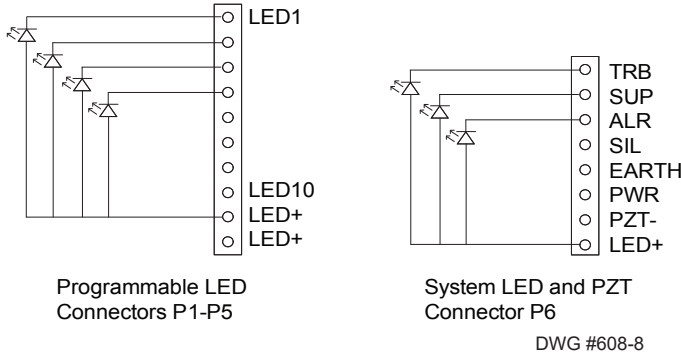 LED1
LED10
LED+
LED+
Programmable LED
Connectors P1-P5
TRB
SUP
ALR
SIL
EARTH
PWR
PZT-
LED+
System LED and PZT
Connector P6
DWG #608-8